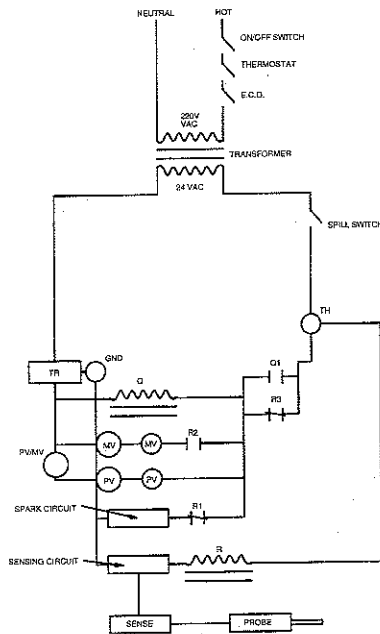 NEUTRAL HOT
ON/OFF SWITCH
THERMOSTAT
E.C.D.
220V
VAC
TRANSFORMER
24 VAC
SPILL SWITCH
TH
GND
Q1
TR
Q
R3
R2
MV MV
PV/MV
PV PV
SPARK CIRCUIT
R1
SENSING CIRCUIT
R
SENSE
PROBE